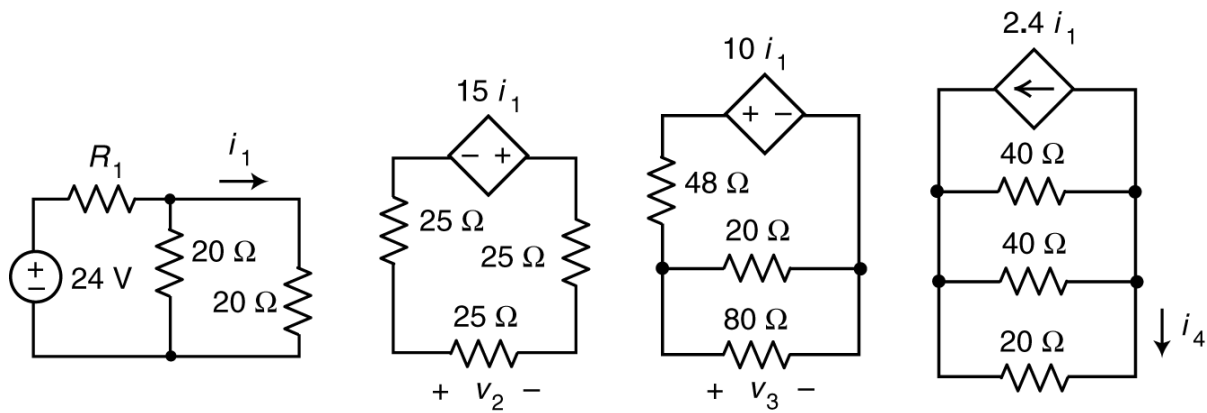 R1
i1
24 V
20 Ω
20 Ω
15 i1
− +
25 Ω
25 Ω
25 Ω
+ v2 −
10 i1
+ −
48 Ω
20 Ω
80 Ω
+ v3 −
2.4 i1
40 Ω
40 Ω
20 Ω
i4